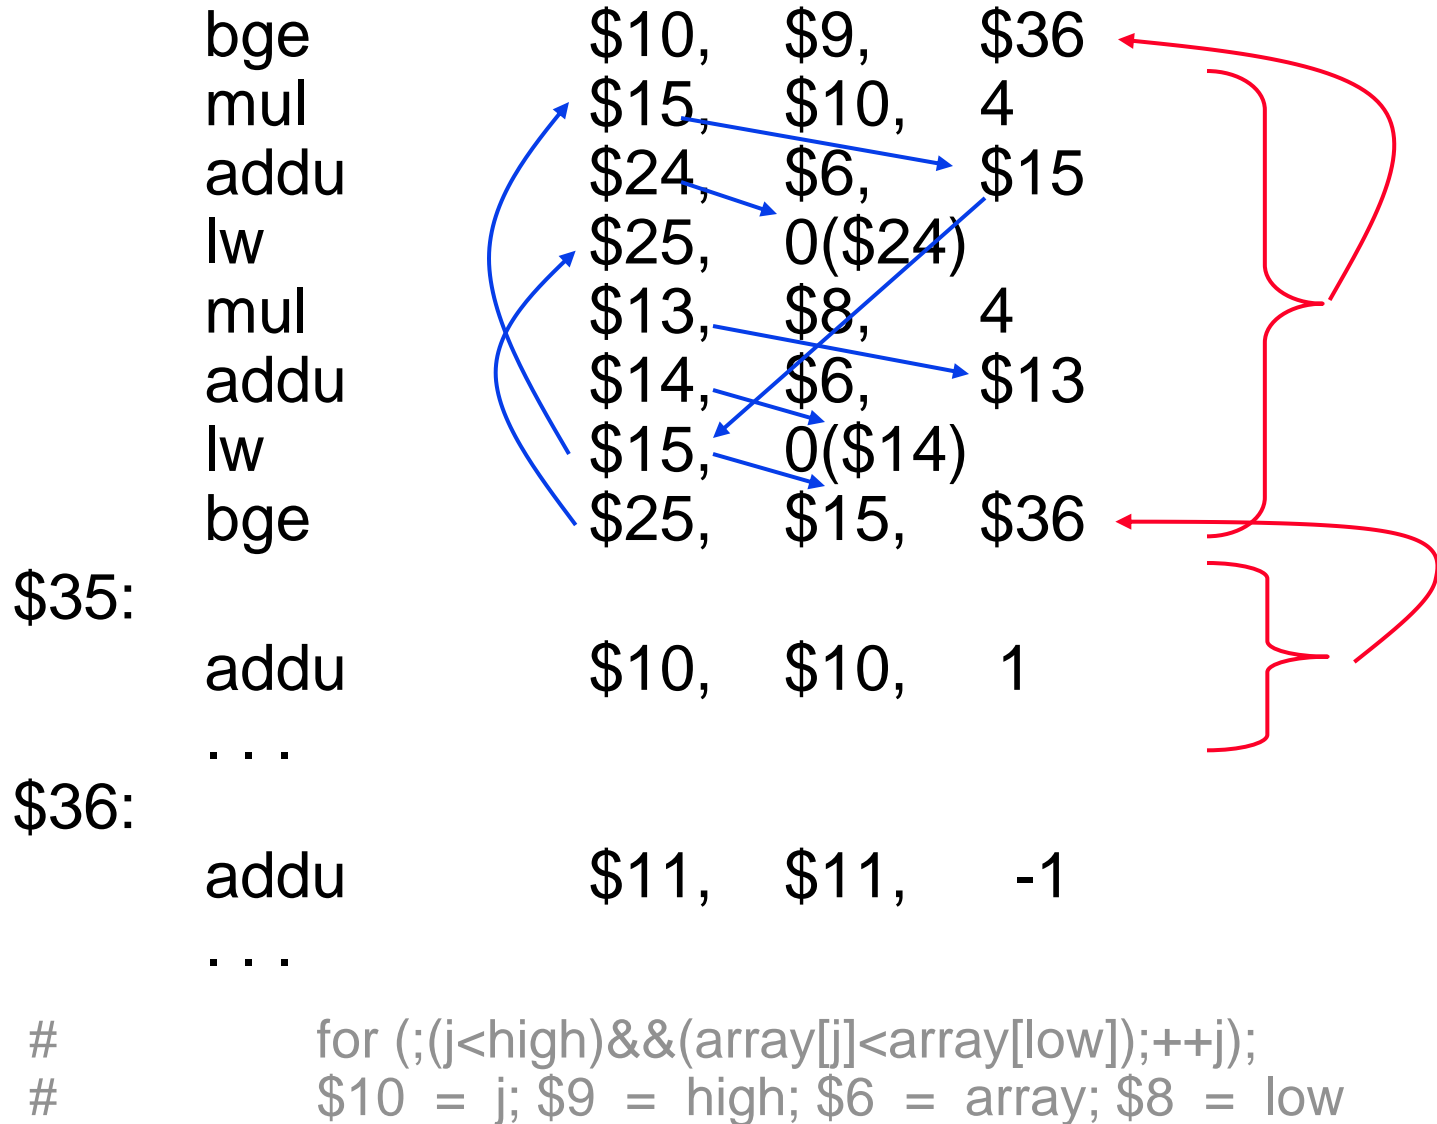 bge $10, $9, $36
mul $15, $10, 4
addu $24, $6, $15
lw $25, 0($24)
mul $13, $8, 4
addu $14, $6, $13
lw $15, 0($14)
bge $25, $15, $36
$35:
addu $10, $10, 1
. . .
$36:
addu $11, $11, -1
. . .
# for (;(j<high)&&(array[j]<array[low]);++j);
# $10 = j; $9 = high; $6 = array; $8 = low